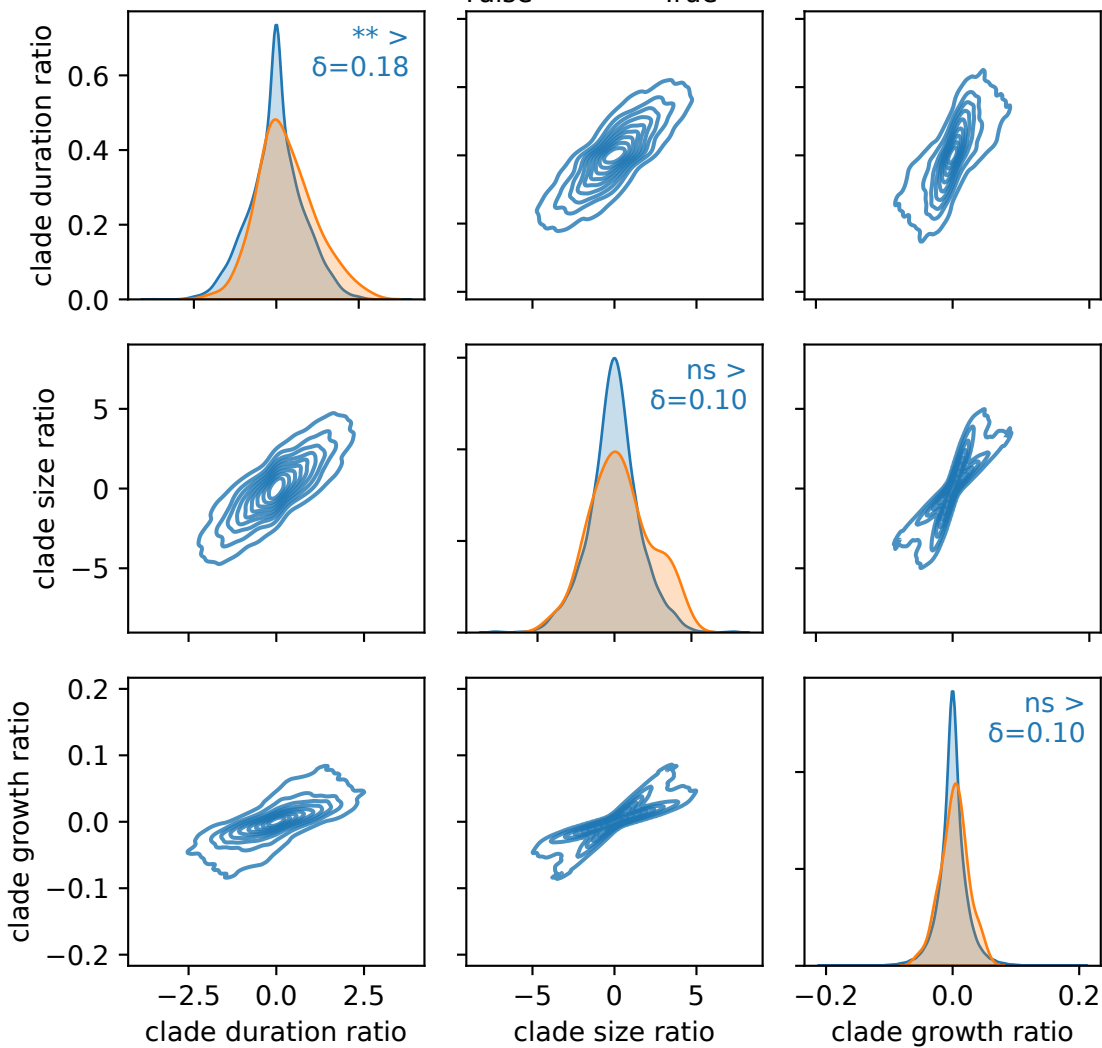 True
clade duration ratio
0.6
0.4
0.2
0.0
** >
δ=0.18
clade size ratio
5
0
−5
ns >
δ=0.10
clade growth ratio
0.2
0.1
0.0
−0.1
−0.2
ns >
δ=0.10
−2.5
0.0
2.5
−5
0
5
−0.2
0.0
0.2
clade duration ratio
clade size ratio
clade growth ratio